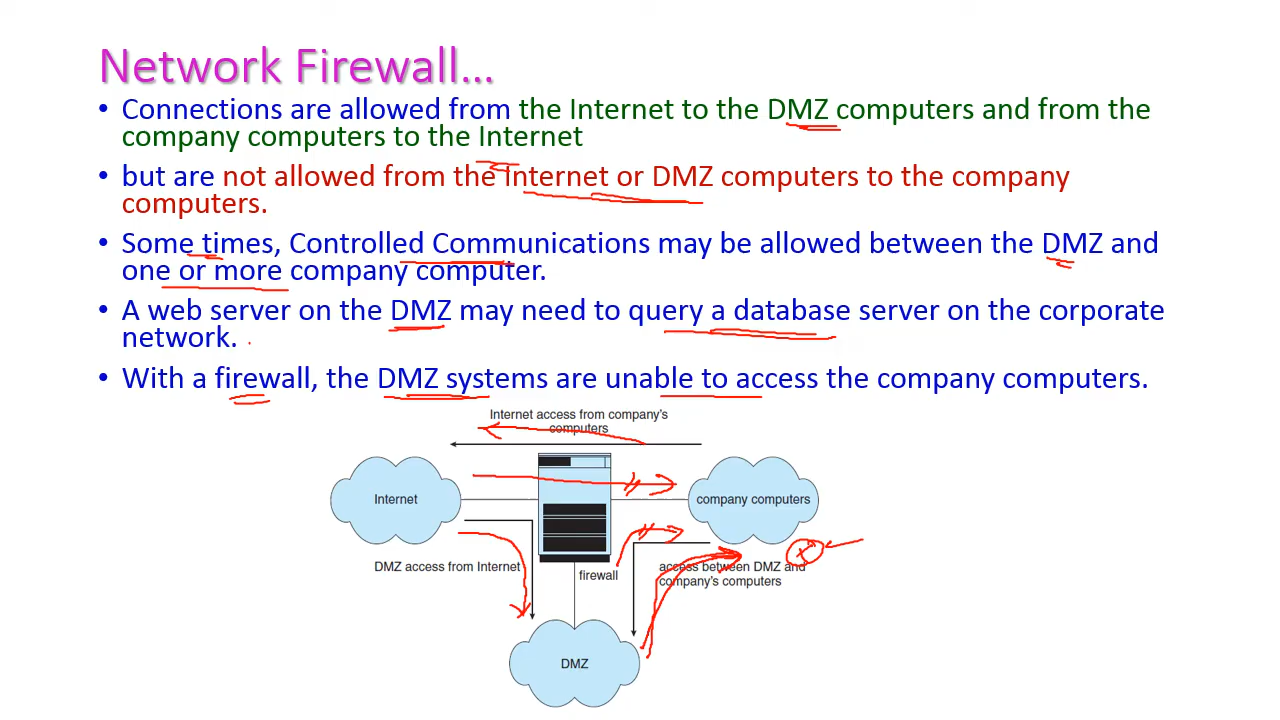 Network Firewall...
• Connections are allowed from the Internet to the DMZ computers and from the
company computers to the Internet
• but are not allowed from the Internet or DMZ computers to the company
computers.
• Some times, Controlled Communications may be allowed between the DMZ and
one or more company computer.
• A web server on the DMZ may need to query a database server on the corporate
network.
• With a firewall, the DMZ systems are unable to access the company computers.
Internet access from company's
computers
Internet
company computers
DMZ access from Internet
firewall
access between DMZ and
company's computers
DMZ